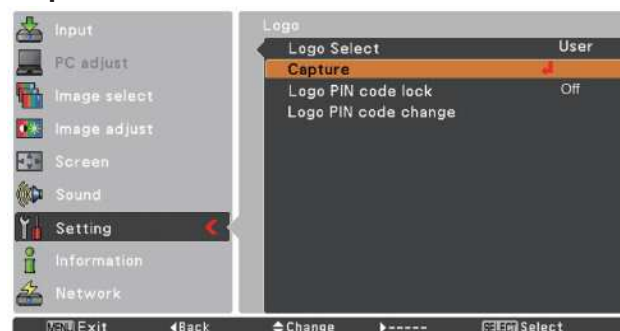 Input
PC adjust
Image select
Image adjust
Screen
Sound
Setting
Information
Network
Logo
Logo Select User
Capture
Logo PIN code lock Off
Logo PIN code change
MENU Exit Back Change ----- SELECT Select